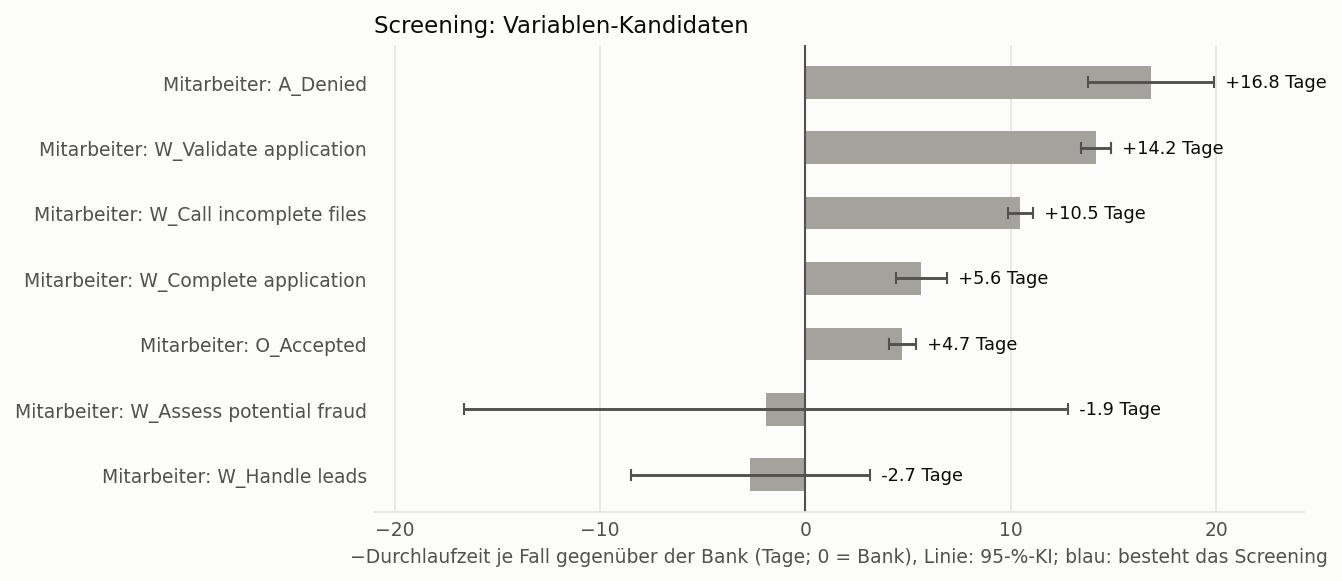 Screening: Variablen-Kandidaten
Mitarbeiter: A_Denied
+16.8 Tage
Mitarbeiter: W_Validate application
+14.2 Tage
Mitarbeiter: W_Call incomplete files
+10.5 Tage
Mitarbeiter: W_Complete application
+5.6 Tage
Mitarbeiter: O_Accepted
+4.7 Tage
Mitarbeiter: W_Assess potential fraud
-1.9 Tage
Mitarbeiter: W_Handle leads
-2.7 Tage
−20 −10 0 10 20
−Durchlaufzeit je Fall gegenüber der Bank (Tage; 0 = Bank), Linie: 95-%-KI; blau: besteht das Screening